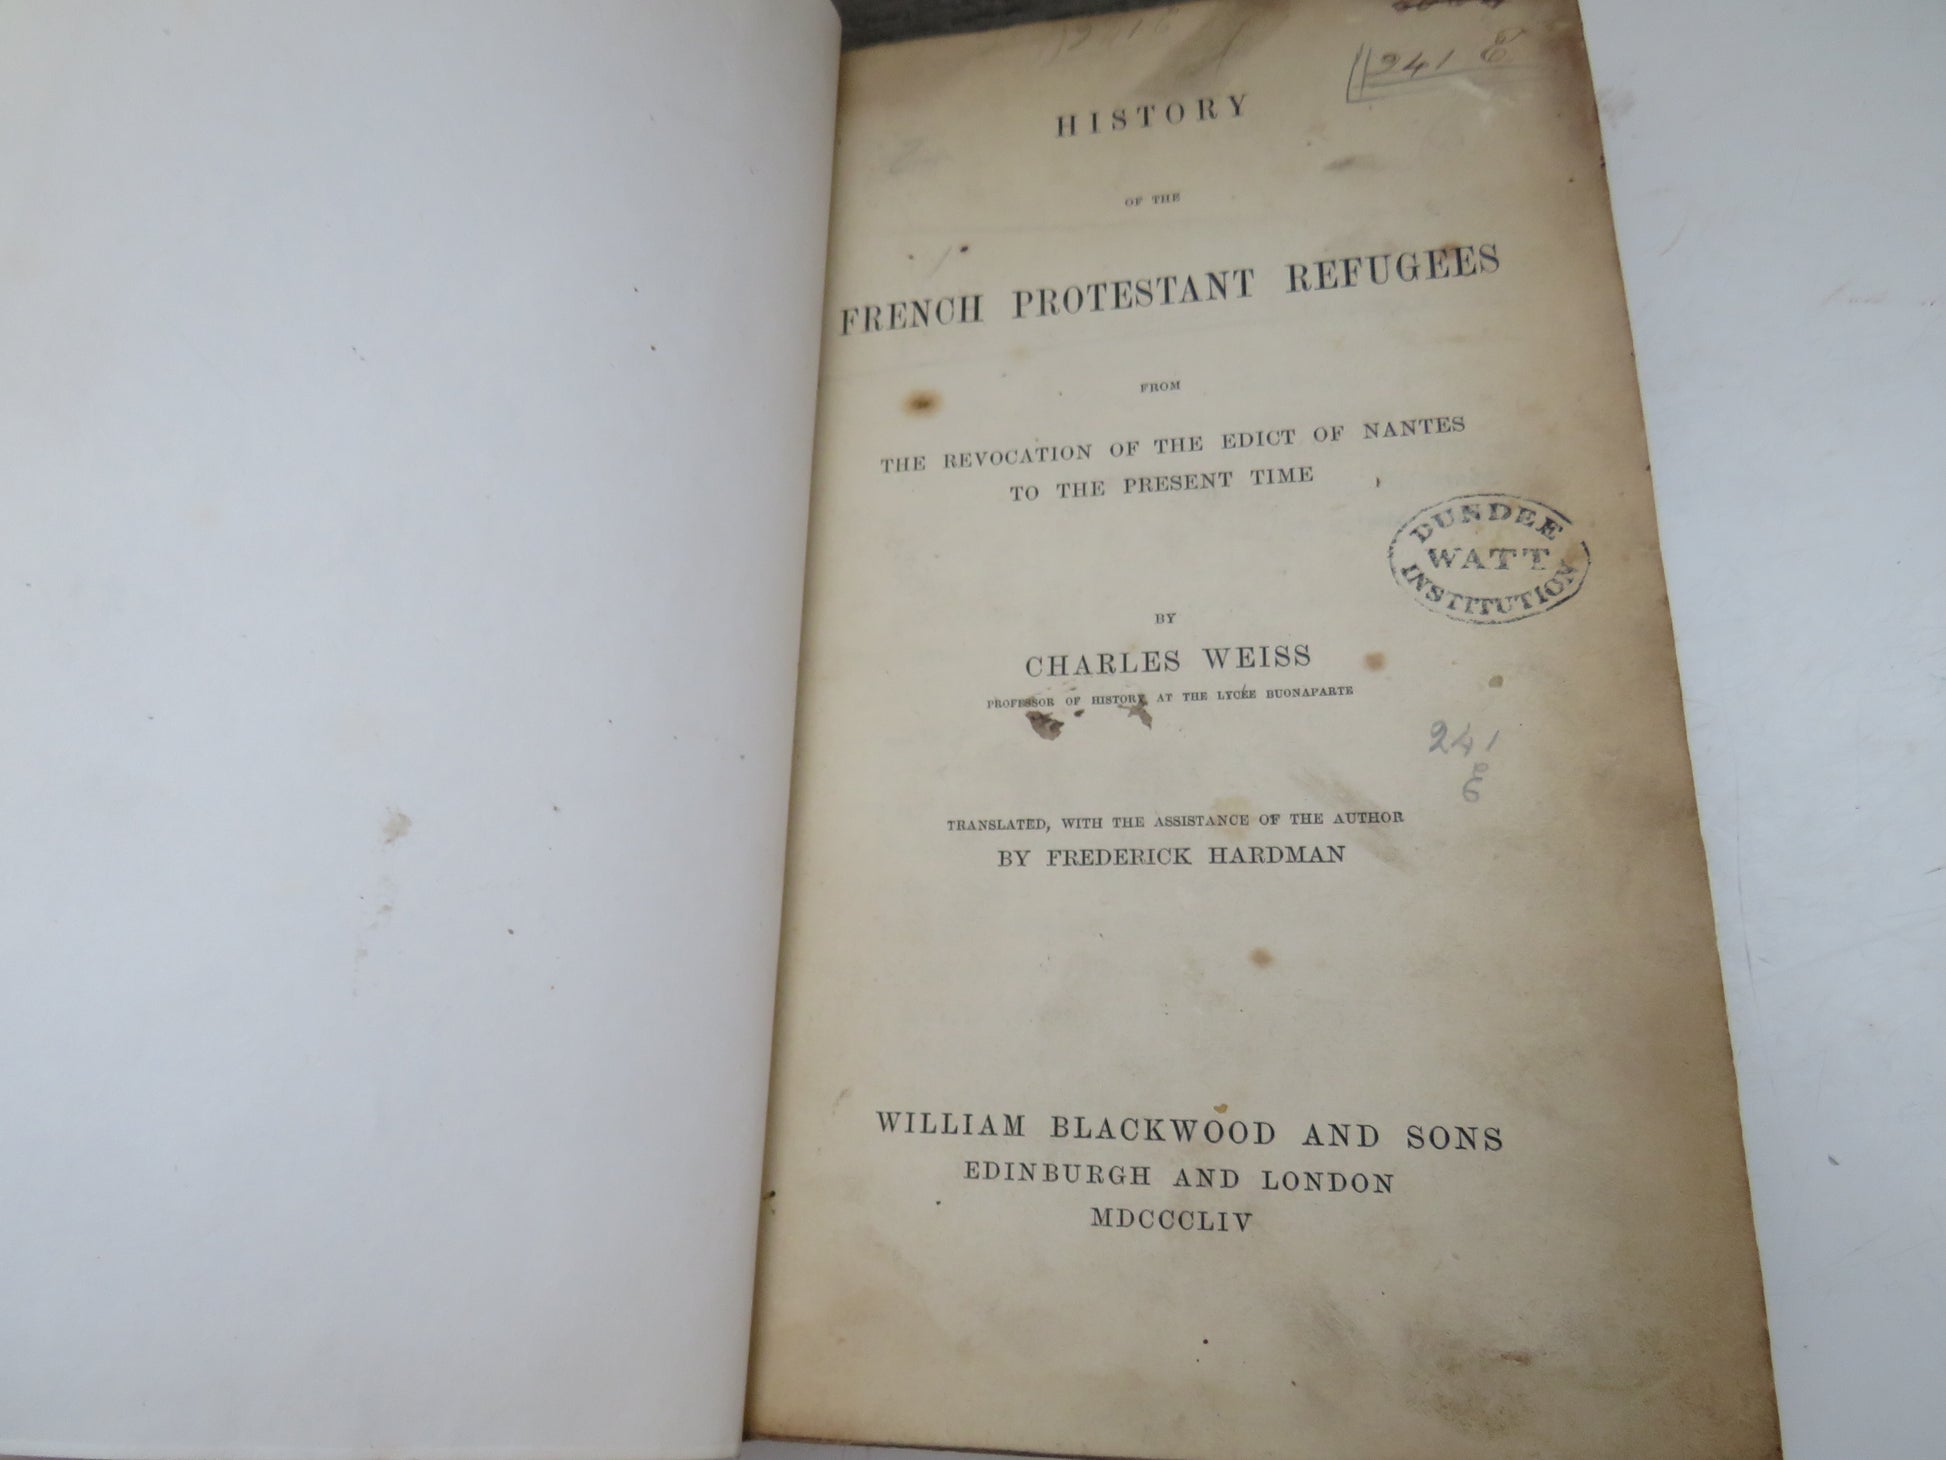 241 E
HISTORY
OF THE
FRENCH PROTESTANT REFUGEES
FROM
THE REVOCATION OF THE EDICT OF NANTES
TO THE PRESENT TIME
DUNDEE
WATT
INSTITUTION
BY
CHARLES WEISS
PROFESSOR OF HISTORY AT THE LYCÉE BUONAPARTE
241
E
TRANSLATED, WITH THE ASSISTANCE OF THE AUTHOR
BY FREDERICK HARDMAN
WILLIAM BLACKWOOD AND SONS
EDINBURGH AND LONDON
MDCCCLIV